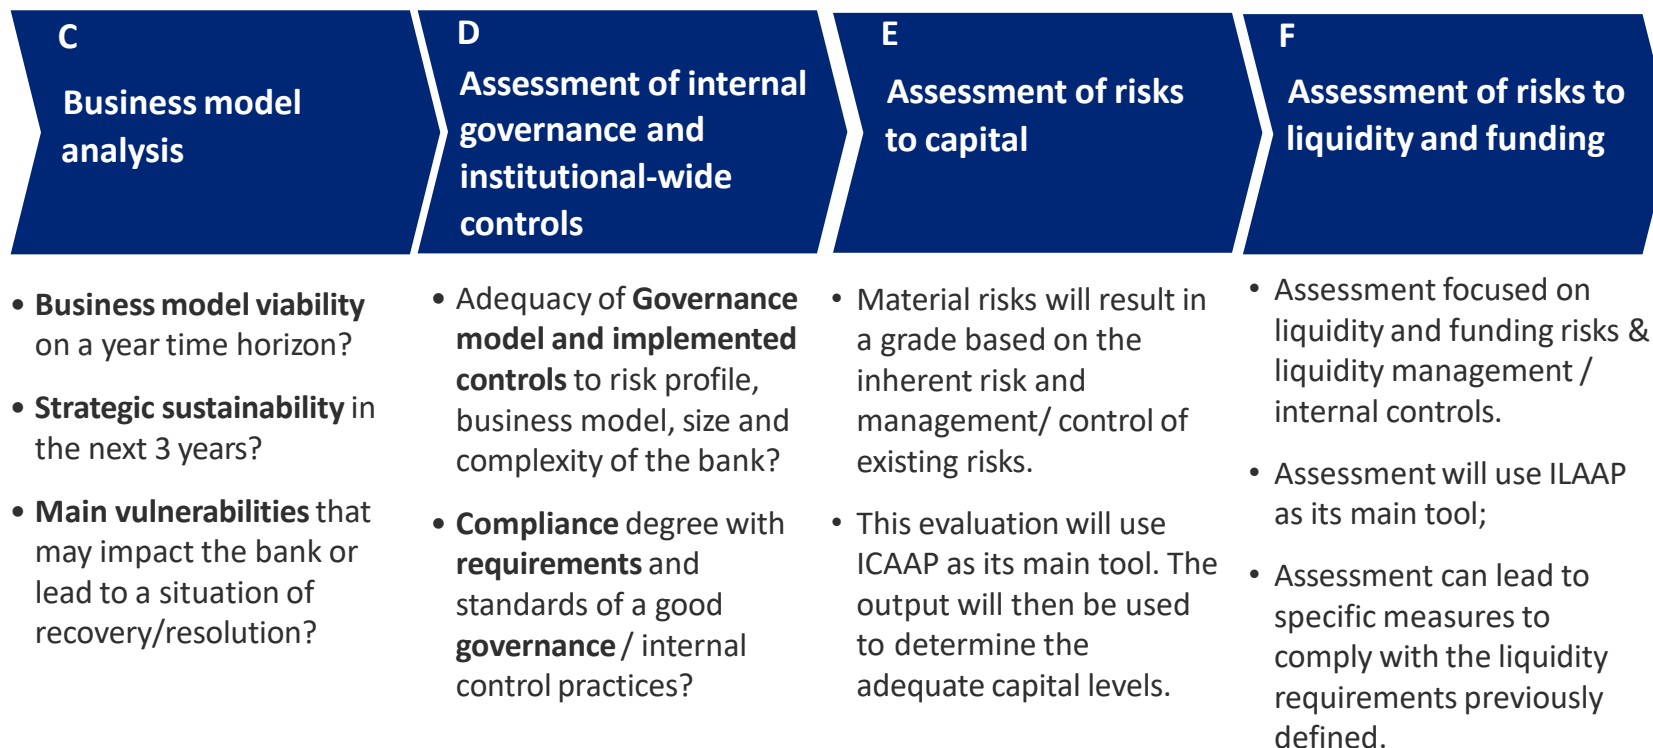 C
Business model
analysis
D
Assessment of internal
governance and
institutional-wide
controls
E
Assessment of risks
to capital
F
Assessment of risks to
liquidity and funding
• Business model viability
on a year time horizon?
• Strategic sustainability in
the next 3 years?
• Main vulnerabilities that
may impact the bank or
lead to a situation of
recovery/resolution?
• Adequacy of Governance
model and implemented
controls to risk profile,
business model, size and
complexity of the bank?
• Compliance degree with
requirements and
standards of a good
governance / internal
control practices?
• Material risks will result in
a grade based on the
inherent risk and
management/ control of
existing risks.
• This evaluation will use
ICAAP as its main tool. The
output will then be used
to determine the
adequate capital levels.
• Assessment focused on
liquidity and funding risks &
liquidity management /
internal controls.
• Assessment will use ILAAP
as its main tool;
• Assessment can lead to
specific measures to
comply with the liquidity
requirements previously
defined.